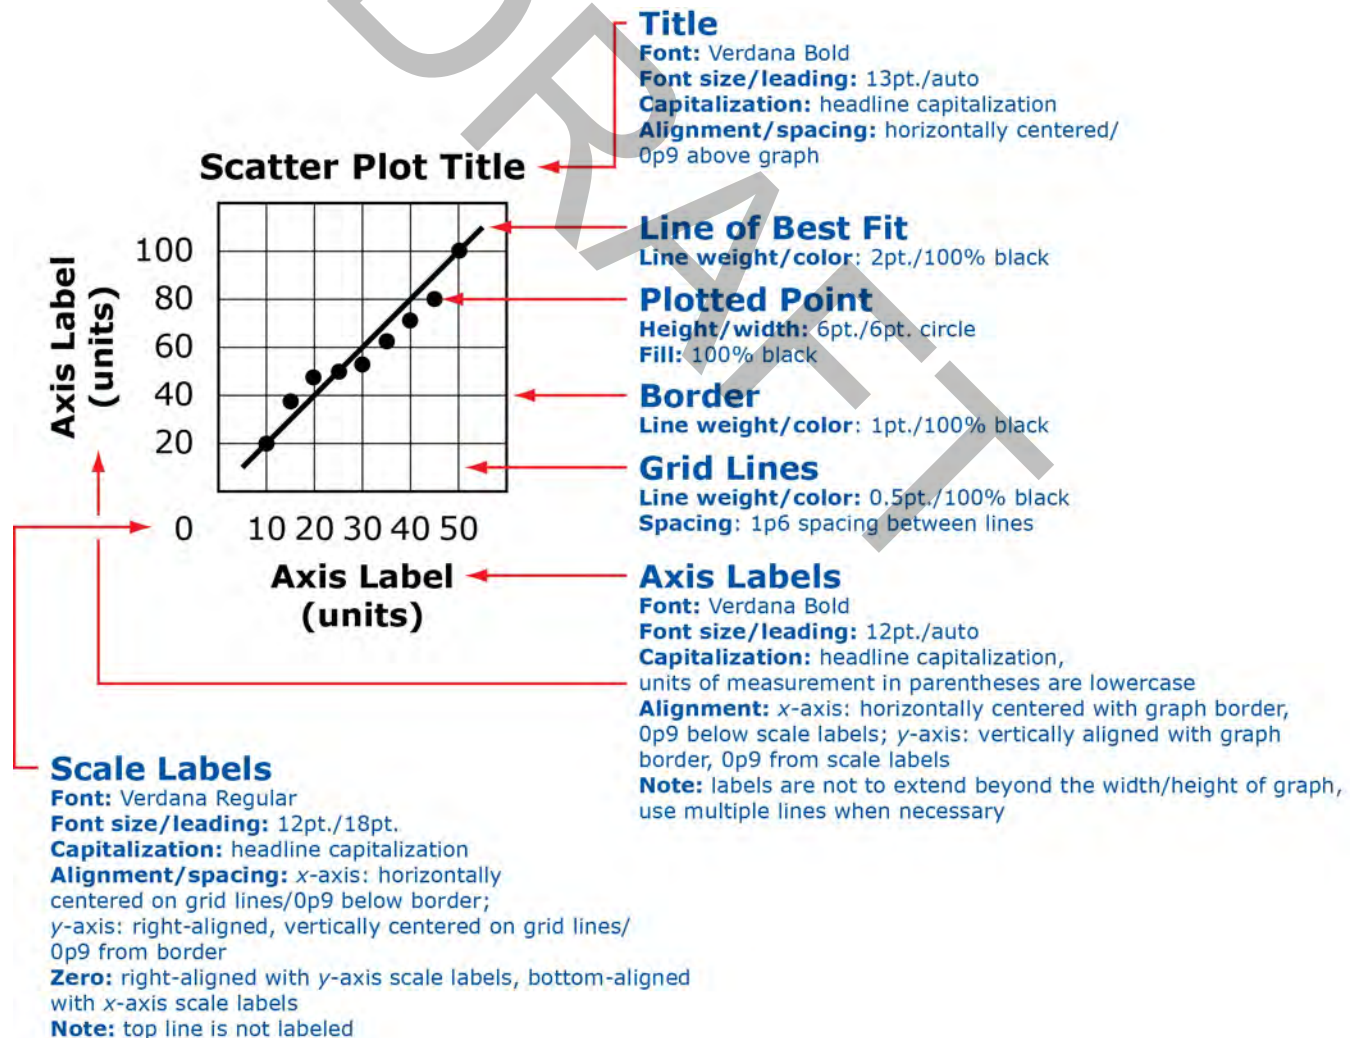 DRAFT
Title
Font: Verdana Bold
Font size/leading: 13pt./auto
Capitalization: headline capitalization
Alignment/spacing: horizontally centered/
0p9 above graph
Scatter Plot Title
Line of Best Fit
Line weight/color: 2pt./100% black
Plotted Point
Height/width: 6pt./6pt. circle
Fill: 100% black
Border
Line weight/color: 1pt./100% black
Grid Lines
Line weight/color: 0.5pt./100% black
Spacing: 1p6 spacing between lines
Axis Label
(units)
100
80
60
40
20
0
10 20 30 40 50
Axis Label
(units)
Axis Labels
Font: Verdana Bold
Font size/leading: 12pt./auto
Capitalization: headline capitalization,
units of measurement in parentheses are lowercase
Alignment: x-axis: horizontally centered with graph border,
0p9 below scale labels; y-axis: vertically aligned with graph
border, 0p9 from scale labels
Note: labels are not to extend beyond the width/height of graph,
use multiple lines when necessary
Scale Labels
Font: Verdana Regular
Font size/leading: 12pt./18pt.
Capitalization: headline capitalization
Alignment/spacing: x-axis: horizontally
centered on grid lines/0p9 below border;
y-axis: right-aligned, vertically centered on grid lines/
0p9 from border
Zero: right-aligned with y-axis scale labels, bottom-aligned
with x-axis scale labels
Note: top line is not labeled